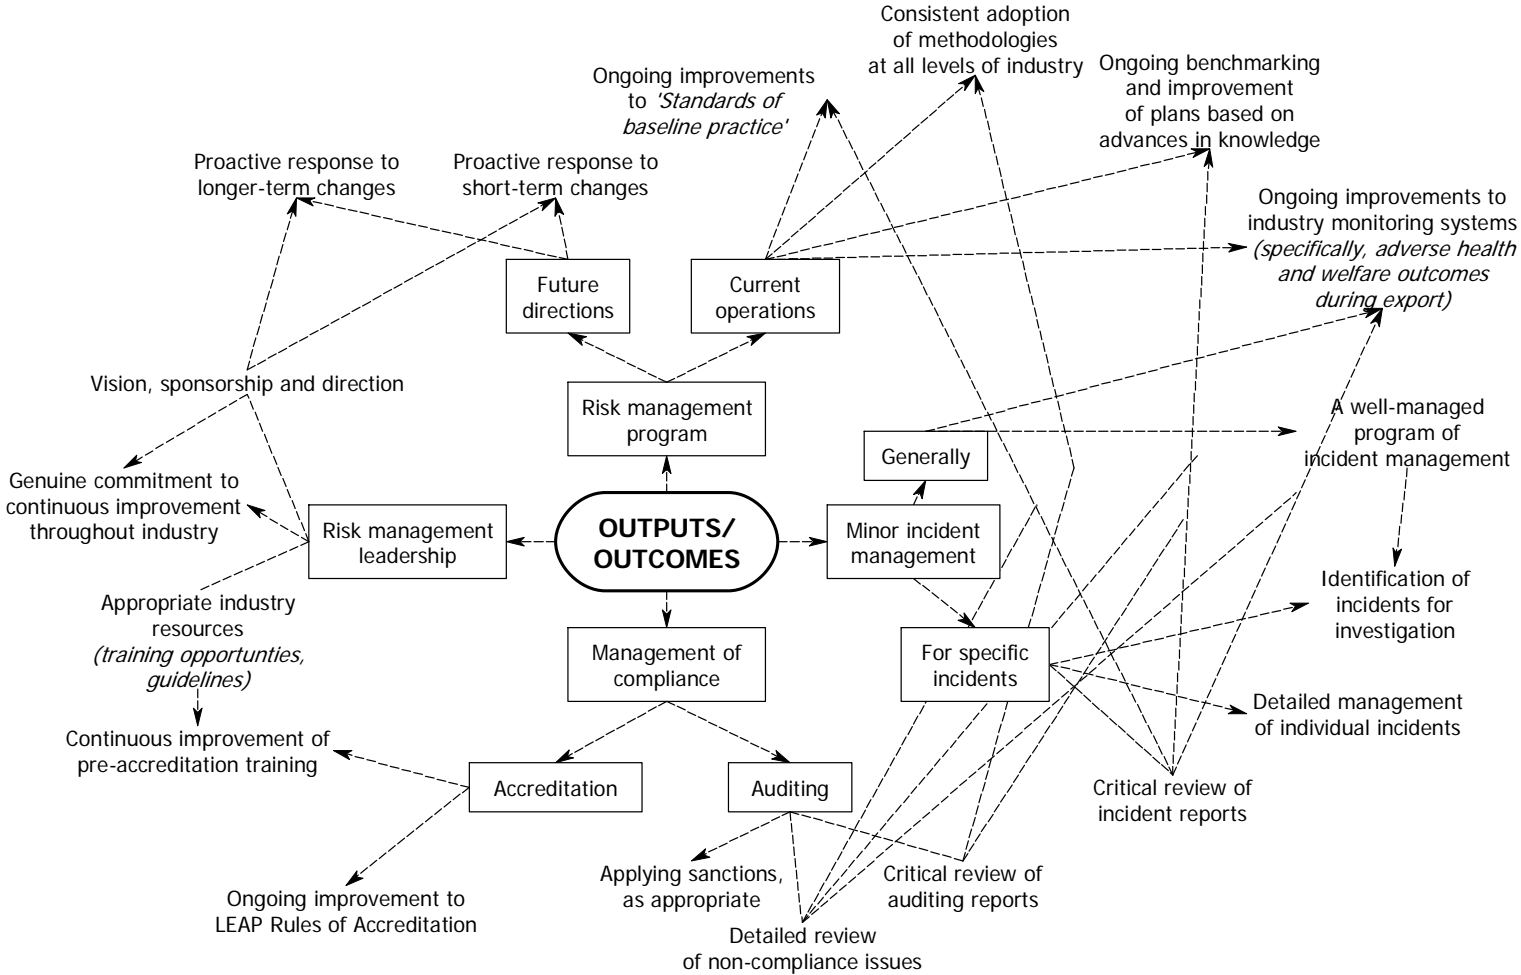 Consistent adoption
of methodologies
at all levels of industry
Ongoing improvements
to 'Standards of
baseline practice'
Ongoing benchmarking
and improvement
of plans based on
advances in knowledge
Proactive response to
longer-term changes
Proactive response to
short-term changes
Ongoing improvements to
industry monitoring systems
(specifically, adverse health
and welfare outcomes
during export)
Future
directions
Current
operations
Vision, sponsorship and direction
Risk management
program
A well-managed
program of
incident management
Generally
Genuine commitment to
continuous improvement
throughout industry
Risk management
leadership
OUTPUTS/
OUTCOMES
Minor incident
management
Identification of
incidents for
investigation
Appropriate industry
resources
(training opportunties,
guidelines)
Management of
compliance
For specific
incidents
Detailed management
of individual incidents
Continuous improvement of
pre-accreditation training
Accreditation
Auditing
Critical review of
incident reports
Applying sanctions,
as appropriate
Critical review of
auditing reports
Ongoing improvement to
LEAP Rules of Accreditation
Detailed review
of non-compliance issues